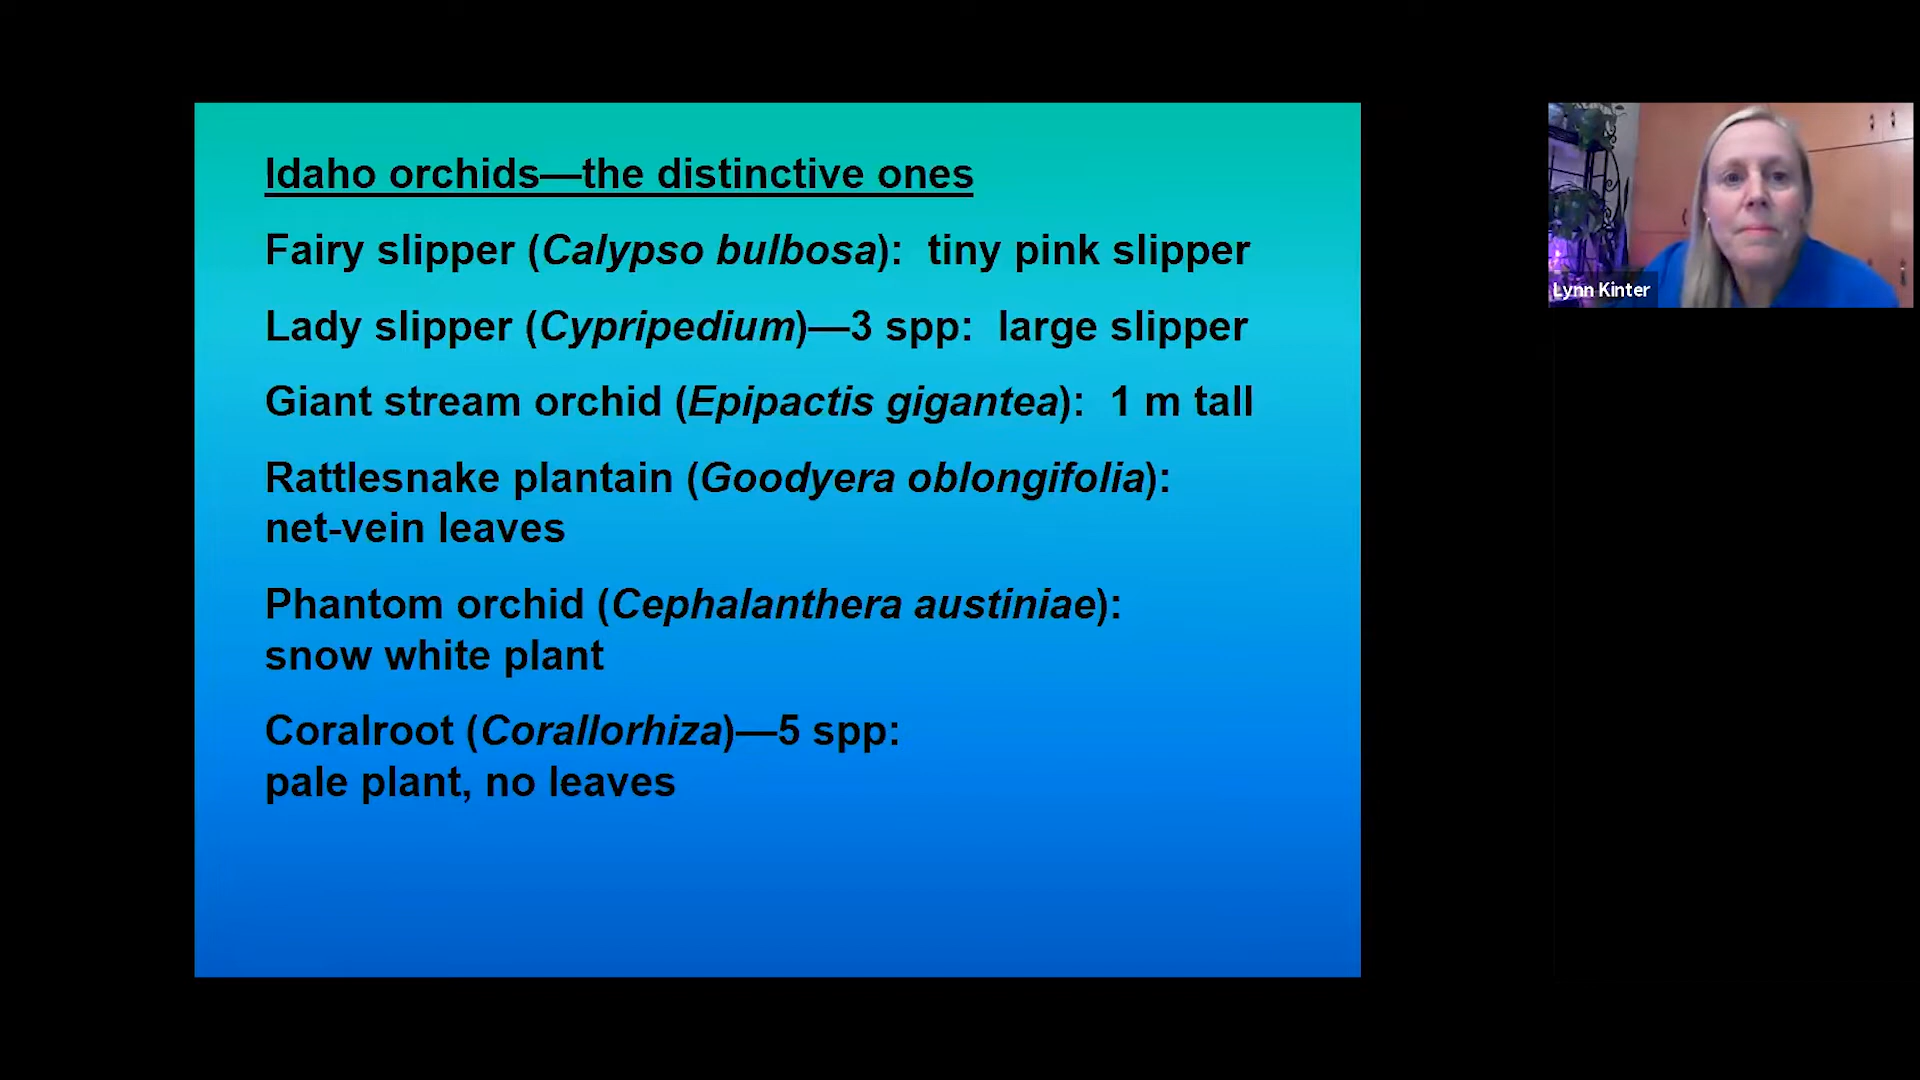 Idaho orchids—the distinctive ones
Fairy slipper (Calypso bulbosa):  tiny pink slipper
Lady slipper (Cypripedium)—3 spp:  large slipper
Giant stream orchid (Epipactis gigantea):  1 m tall
Rattlesnake plantain (Goodyera oblongifolia):
net-vein leaves
Phantom orchid (Cephalanthera austiniae):
snow white plant
Coralroot (Corallorhiza)—5 spp:
pale plant, no leaves
Lynn Kinter